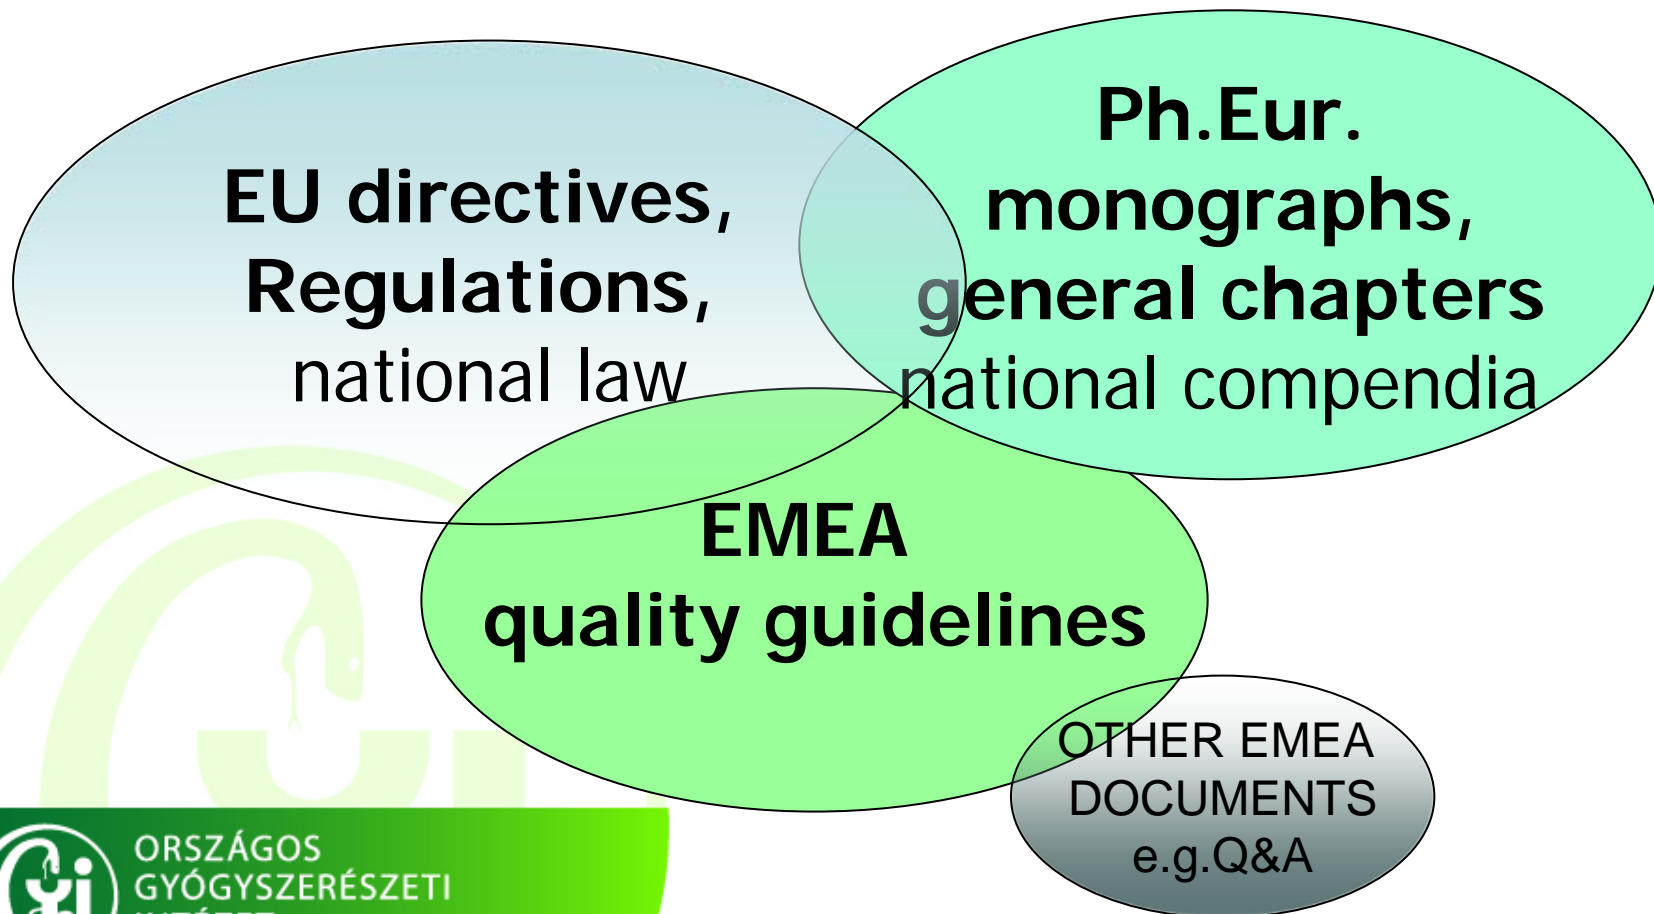 EU directives,
Regulations,
national law
Ph.Eur.
monographs,
general chapters
national compendia
EMEA
quality guidelines
OTHER EMEA
DOCUMENTS
e.g.Q&A
ORSZÁGOS
GYÓGYSZERÉSZETI